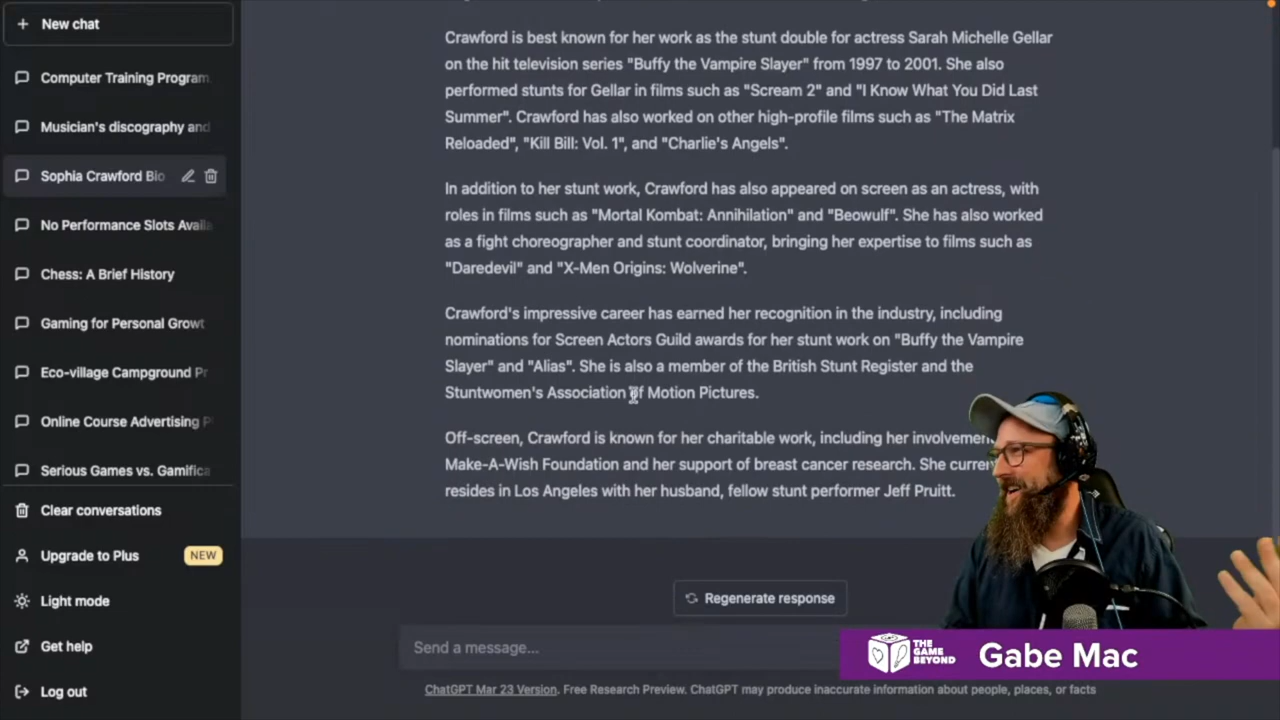 New chat
Computer Training Program
Musician's discography and
Sophia Crawford Bio
No Performance Slots Availa
Chess: A Brief History
Gaming for Personal Growt
Eco-village Campground Pr
Online Course Advertising P
Serious Games vs. Gamifica
Clear conversations
Upgrade to Plus NEW
Light mode
Get help
Log out
Crawford is best known for her work as the stunt double for actress Sarah Michelle Gellar
on the hit television series "Buffy the Vampire Slayer" from 1997 to 2001. She also
performed stunts for Gellar in films such as "Scream 2" and "I Know What You Did Last
Summer". Crawford has also worked on other high-profile films such as "The Matrix
Reloaded", "Kill Bill: Vol. 1", and "Charlie's Angels".
In addition to her stunt work, Crawford has also appeared on screen as an actress, with
roles in films such as "Mortal Kombat: Annihilation" and "Beowulf". She has also worked
as a fight choreographer and stunt coordinator, bringing her expertise to films such as
"Daredevil" and "X-Men Origins: Wolverine".
Crawford's impressive career has earned her recognition in the industry, including
nominations for Screen Actors Guild awards for her stunt work on "Buffy the Vampire
Slayer" and "Alias". She is also a member of the British Stunt Register and the
Stuntwomen's Association of Motion Pictures.
Off-screen, Crawford is known for her charitable work, including her involvemen
Make-A-Wish Foundation and her support of breast cancer research. She curren
resides in Los Angeles with her husband, fellow stunt performer Jeff Pruitt.
Regenerate response
Send a message...
ChatGPT Mar 23 Version. Free Research Preview. ChatGPT may produce inaccurate information about people, places, or facts
THE
GAME
BEYOND
Gabe Mac